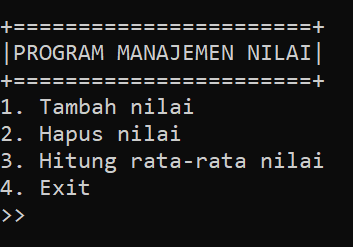 +=======================+
|PROGRAM MANAJEMEN NILAI|
+=======================+
1. Tambah nilai
2. Hapus nilai
3. Hitung rata-rata nilai
4. Exit
>>